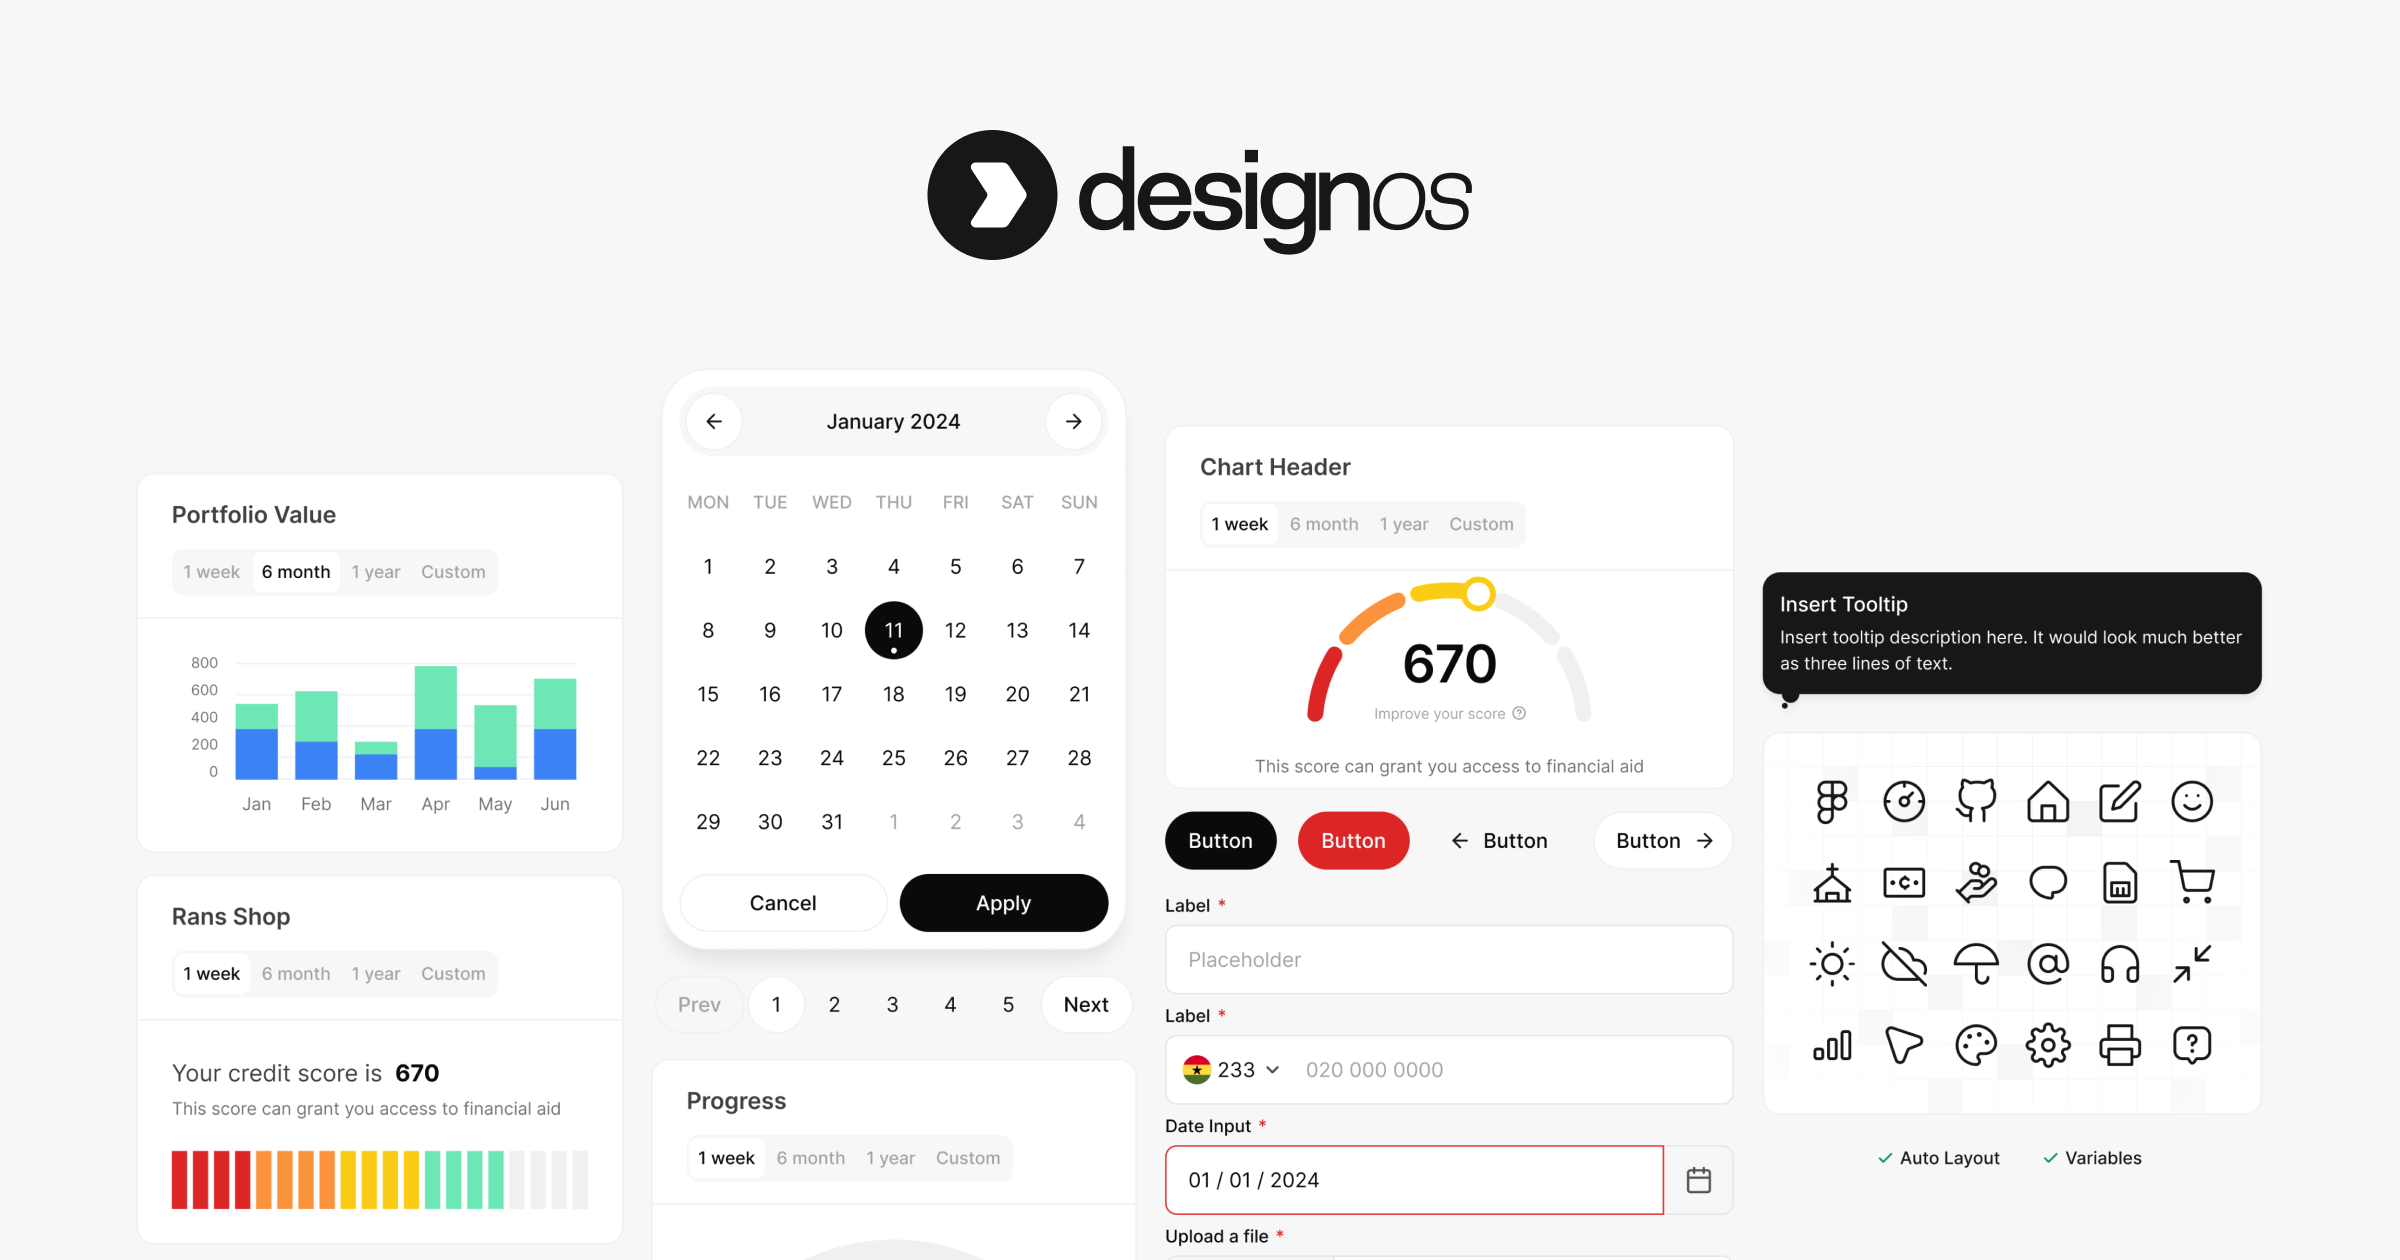 designos
Portfolio Value
1 week 6 month 1 year Custom
800
600
400
200
0
Jan Feb Mar Apr May Jun
Rans Shop
1 week 6 month 1 year Custom
Your credit score is 670
This score can grant you access to financial aid
January 2024
MON TUE WED THU FRI SAT SUN
1 2 3 4 5 6 7
8 9 10 11 12 13 14
15 16 17 18 19 20 21
22 23 24 25 26 27 28
29 30 31 1 2 3 4
Cancel Apply
Prev 1 2 3 4 5 Next
Progress
1 week 6 month 1 year Custom
Chart Header
1 week 6 month 1 year Custom
670
Improve your score
This score can grant you access to financial aid
Button Button Button Button
Label *
Placeholder
Label *
233 020 000 0000
Date Input *
01 / 01 / 2024
Upload a file *
Insert Tooltip
Insert tooltip description here. It would look much better
as three lines of text.
Auto Layout Variables